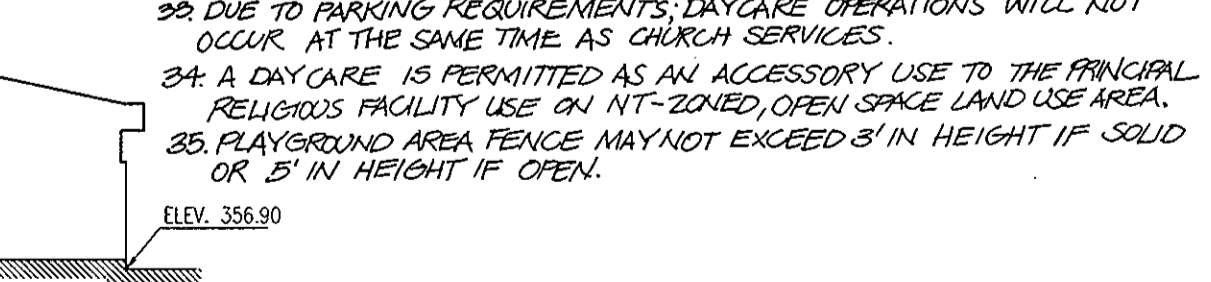 33. DUE TO PARKING REQUIREMENTS; DAYCARE OPERATIONS WILL NOT
OCCUR AT THE SAME TIME AS CHURCH SERVICES.
34. A DAYCARE IS PERMITTED AS AN ACCESSORY USE TO THE PRINCIPAL
RELIGIOUS FACILITY USE ON NT-ZONED, OPEN SPACE LAND USE AREA.
35. PLAYGROUND AREA FENCE MAY NOT EXCEED 3' IN HEIGHT IF SOLID
OR 5' IN HEIGHT IF OPEN.
ELEV. 356.90